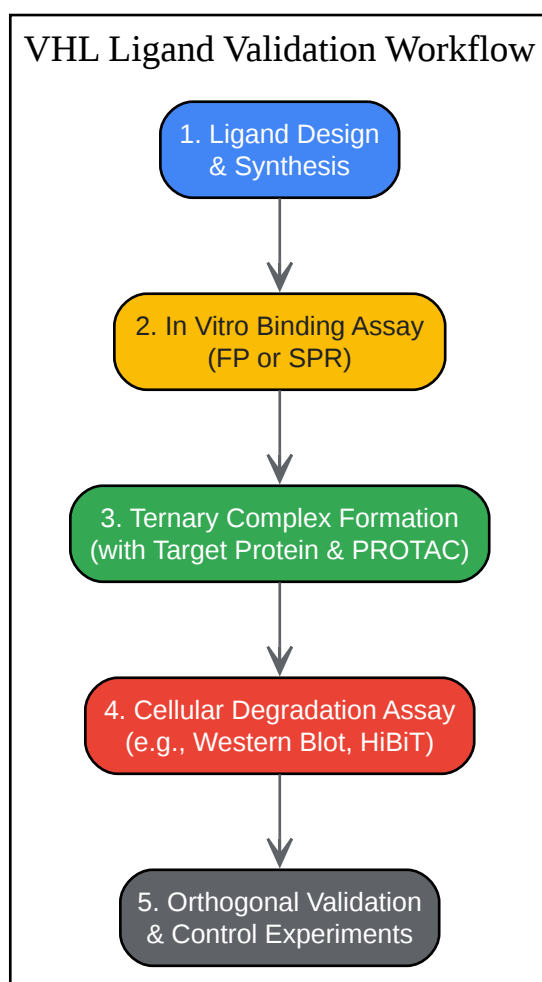 VHL Ligand Validation Workflow
1. Ligand Design
& Synthesis
2. In Vitro Binding Assay
(FP or SPR)
3. Ternary Complex Formation
(with Target Protein & PROTAC)
4. Cellular Degradation Assay
(e.g., Western Blot, HiBiT)
5. Orthogonal Validation
& Control Experiments